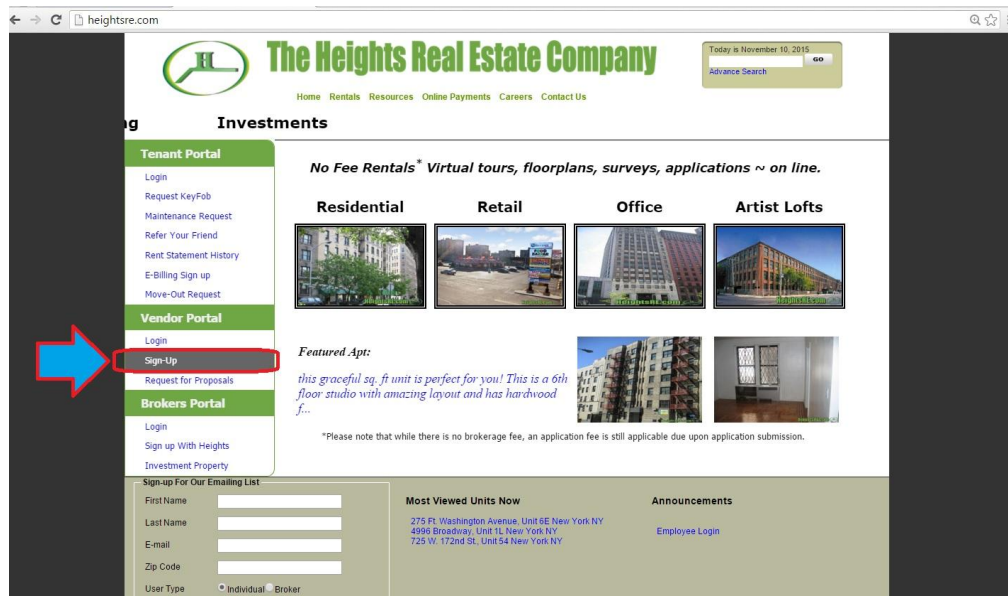 heightsre.com
The Heights Real Estate Company
Today is November 10, 2015
GO
Advance Search
Home Rentals Resources Online Payments Careers Contact Us
Investments
Tenant Portal
Login
Request KeyFob
Maintenance Request
Refer Your Friend
Rent Statement History
E-Billing Sign up
Move-Out Request
Vendor Portal
Login
Sign-Up
Request for Proposals
Brokers Portal
Login
Sign up With Heights
Investment Property
No Fee Rentals* Virtual tours, floorplans, surveys, applications ~ on line.
Residential Retail Office Artist Lofts
HeightsRE.com
HeightsRE.com
HeightsRE.com
Featured Apt:
this graceful sq. ft unit is perfect for you! This is a 6th
floor studio with amazing layout and has hardwood
f...
*Please note that while there is no brokerage fee, an application fee is still applicable due upon application submission.
Sign-up For Our Emailing List
First Name
Last Name
E-mail
Zip Code
User Type Individual Broker
Most Viewed Units Now
275 Ft. Washington Avenue, Unit 6E New York NY
4996 Broadway, Unit 1L New York NY
725 W. 172nd St., Unit 54 New York NY
Announcements
Employee Login